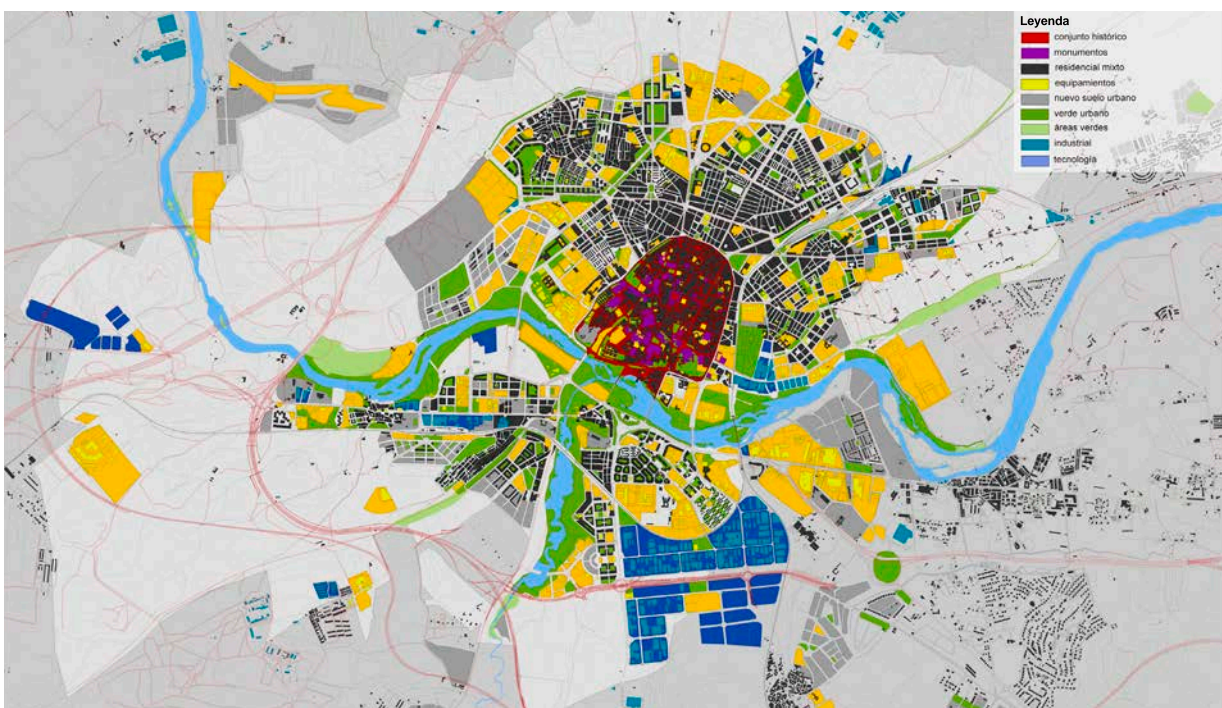 Leyenda
conjunto histórico
monumentos
residencial mixto
equipamientos
nuevo suelo urbano
verde urbano
áreas verdes
industrial
tecnología